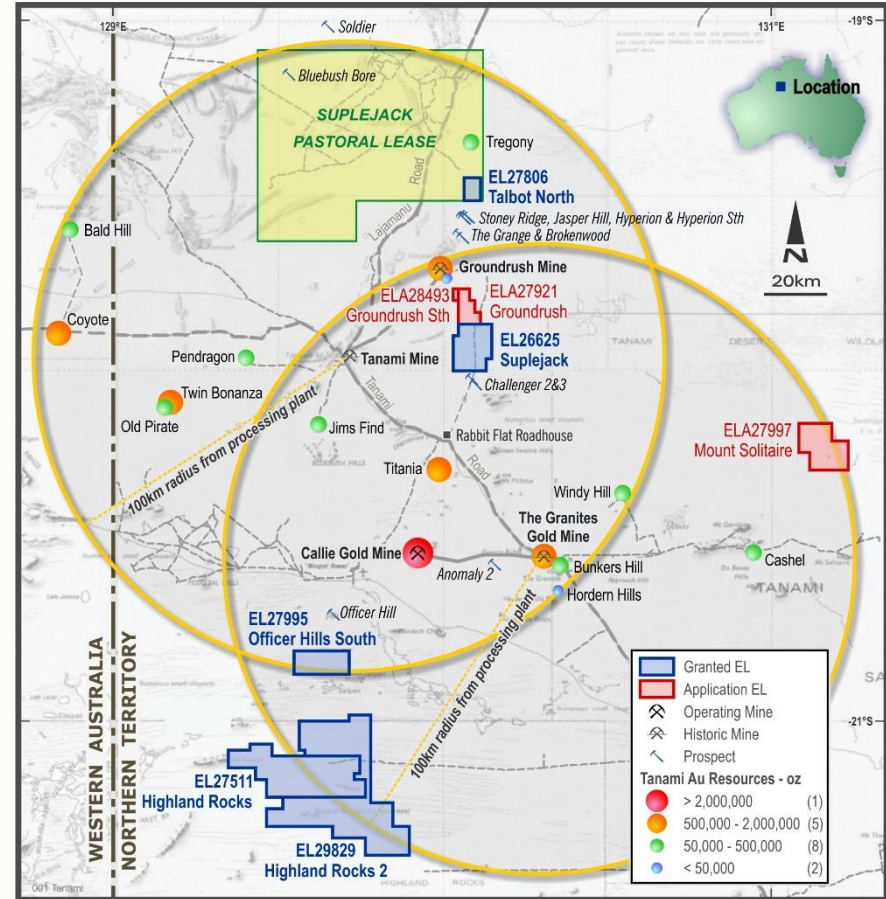 129°E
131°E
-19°S
Soldier
Bluebush Bore
SUPLEJACK
PASTORAL LEASE
Location
Tregony
EL27806
Talbot North
Road
Lajamanu
Stoney Ridge, Jasper Hill, Hyperion & Hyperion Sth
The Grange & Brokenwood
Bald Hill
N
20km
Groundrush Mine
ELA28493
Groundrush Sth
ELA27921
Groundrush
Coyote
EL26625
Suplejack
TANAMI
DESERT
Pendragon
Tanami Mine
Challenger 2&3
Twin Bonanza
Old Pirate
Tanami
Jims Find
Rabbit Flat Roadhouse
ELA27997
Mount Solitaire
100km radius from processing plant
Titania
Road
Windy Hill
The Granites
Gold Mine
Callie Gold Mine
Anomaly 2
Bunkers Hill
Cashel
TANAMI
Hordern Hills
Officer Hill
EL27995
Officer Hills South
100km radius from processing plant
-21°S
WESTERN AUSTRALIA
NORTHERN TERRITORY
EL27511
Highland Rocks
EL29829
Highland Rocks 2
HIGHLAND ROCKS
001 Tanami
Granted EL
Application EL
Operating Mine
Historic Mine
Prospect
Tanami Au Resources - oz
> 2,000,000 (1)
500,000 - 2,000,000 (5)
50,000 - 500,000 (8)
< 50,000 (2)